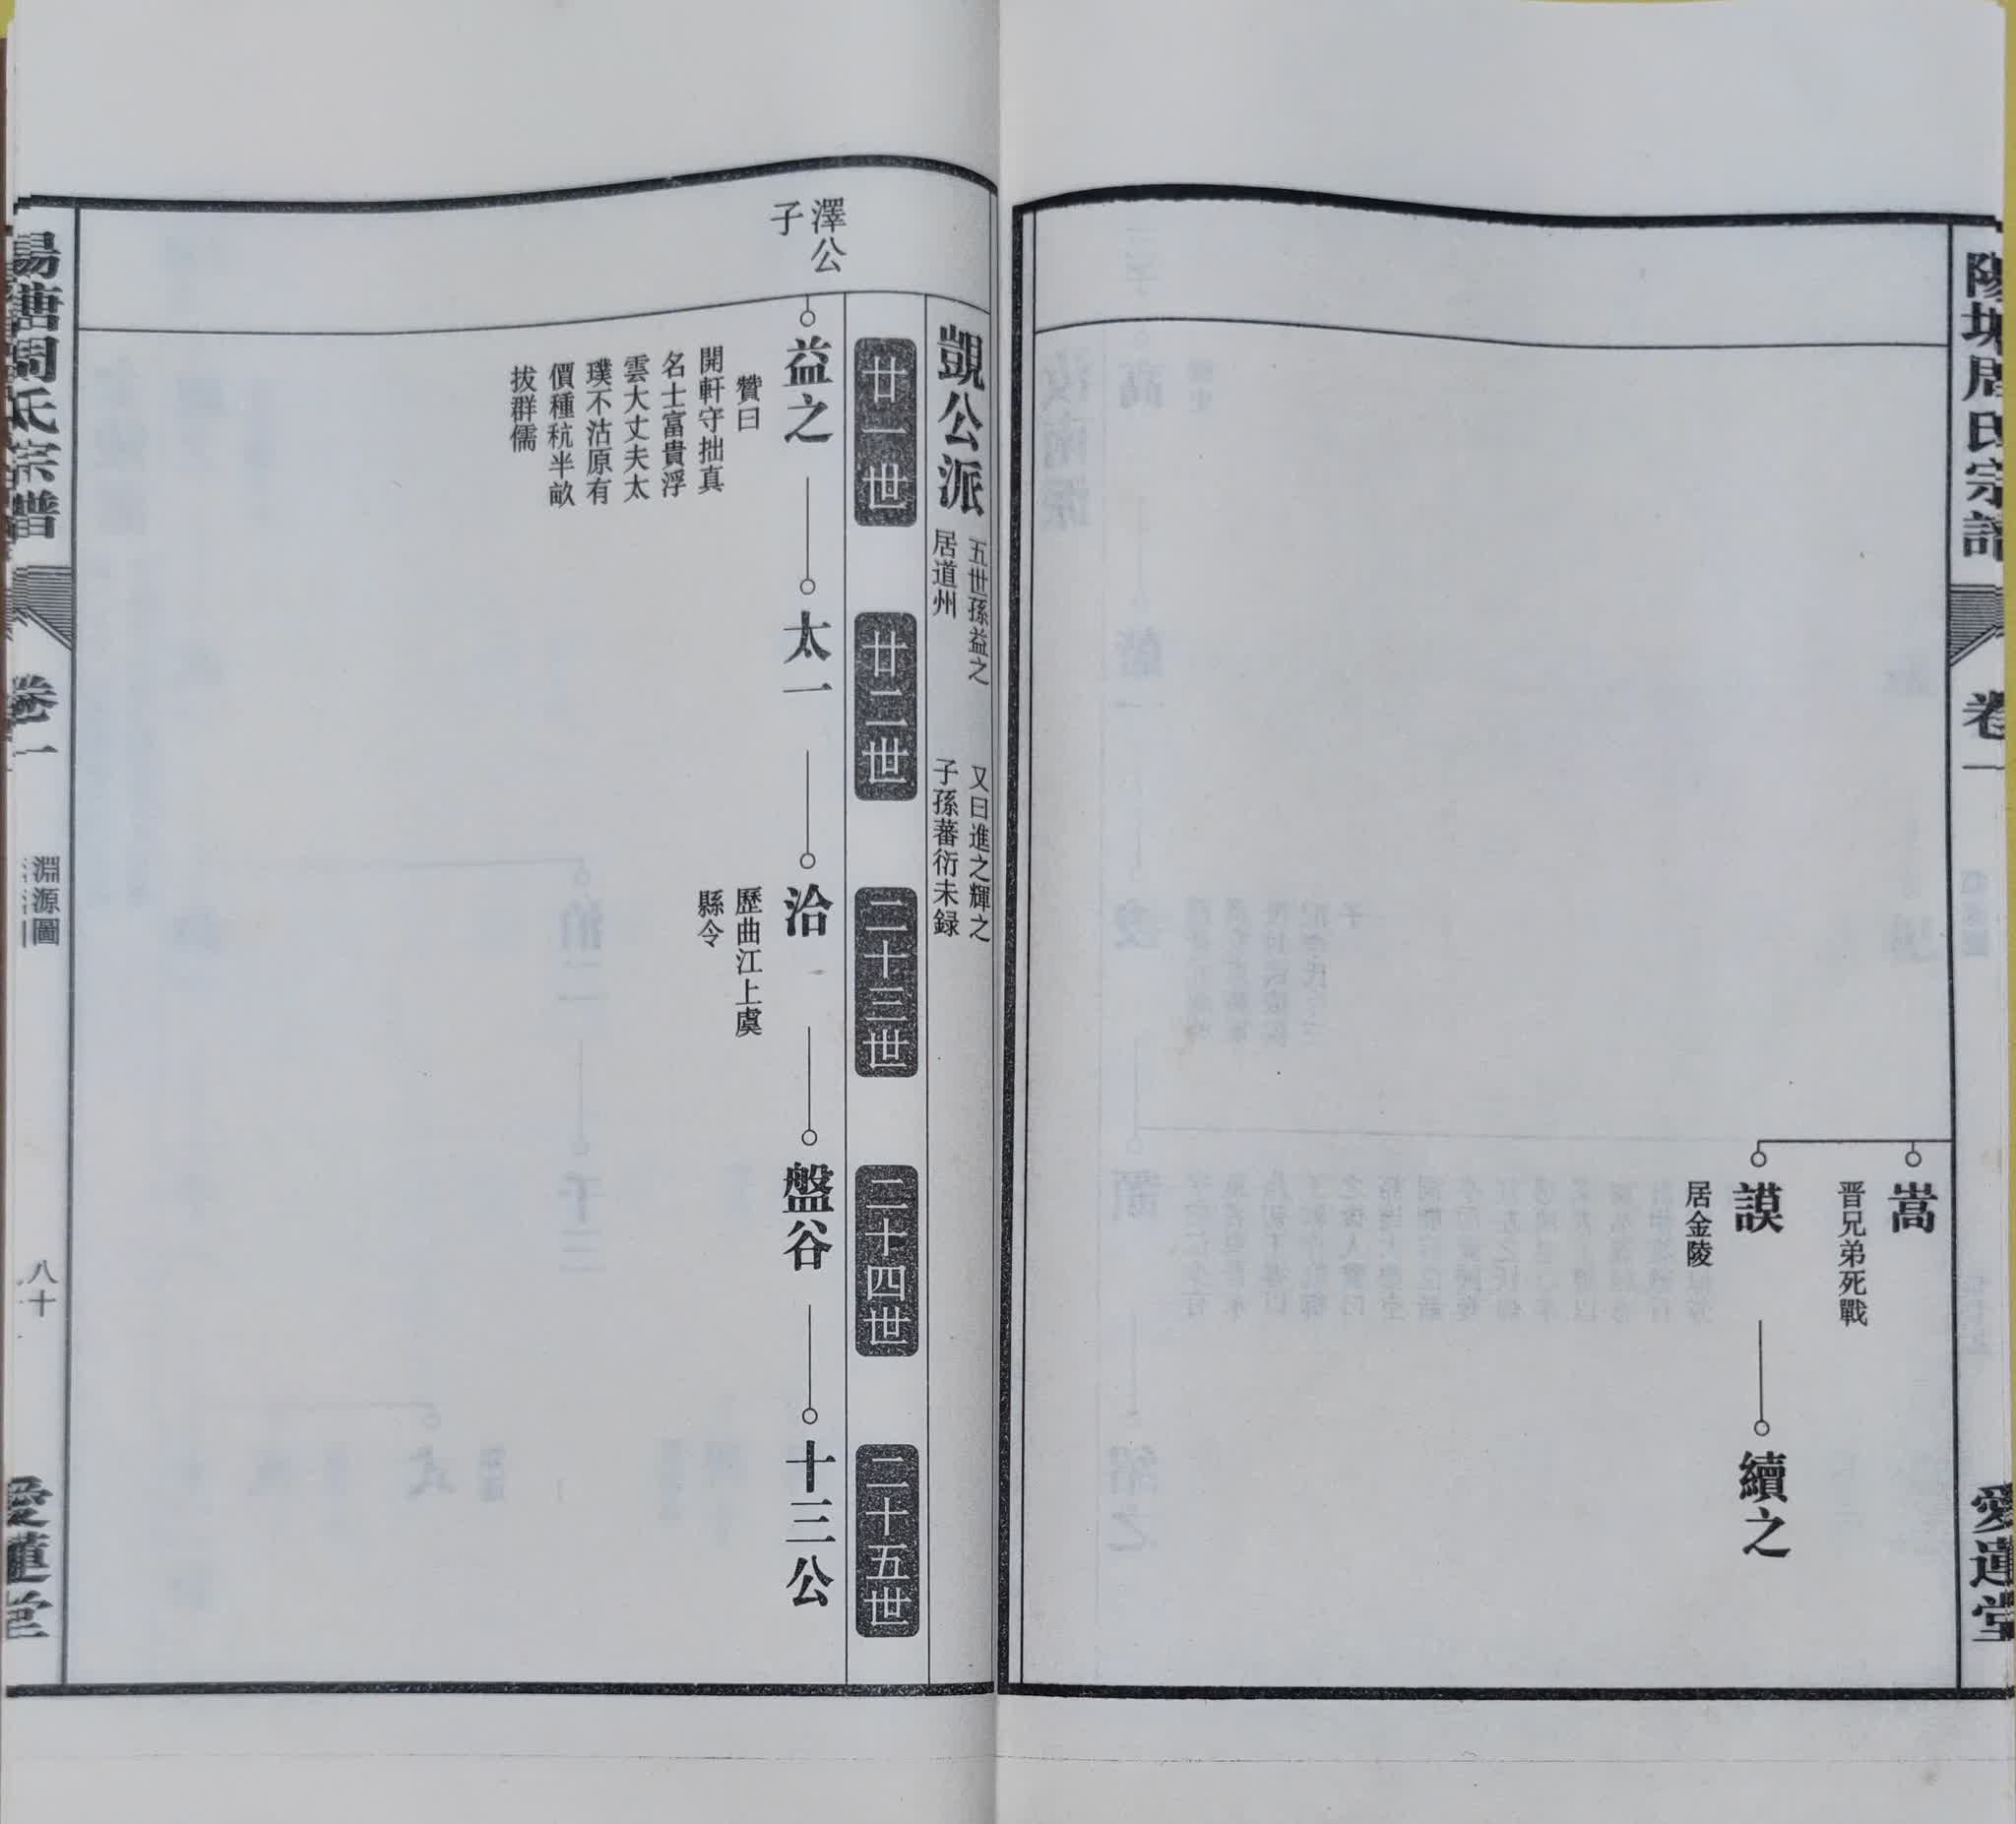 周氏宗譜
卷一
愛蓮堂
嵩
晋兄弟死戰
謨
居金陵
續之
覬公派
五世孫益之
居道州
又曰進之輝之
子孫蕃衍未録
廿一世
廿二世
二十三世
二十四世
二十五世
澤公
子
益之
贊曰
開軒守拙真
名士富貴浮
雲大丈夫太
璞不沽原有
價種秔半畝
拔群儒
太一
洽
歷曲江上虞
縣令
盤谷
十三公
周氏宗譜
卷一
淵源圖
八十
愛蓮堂